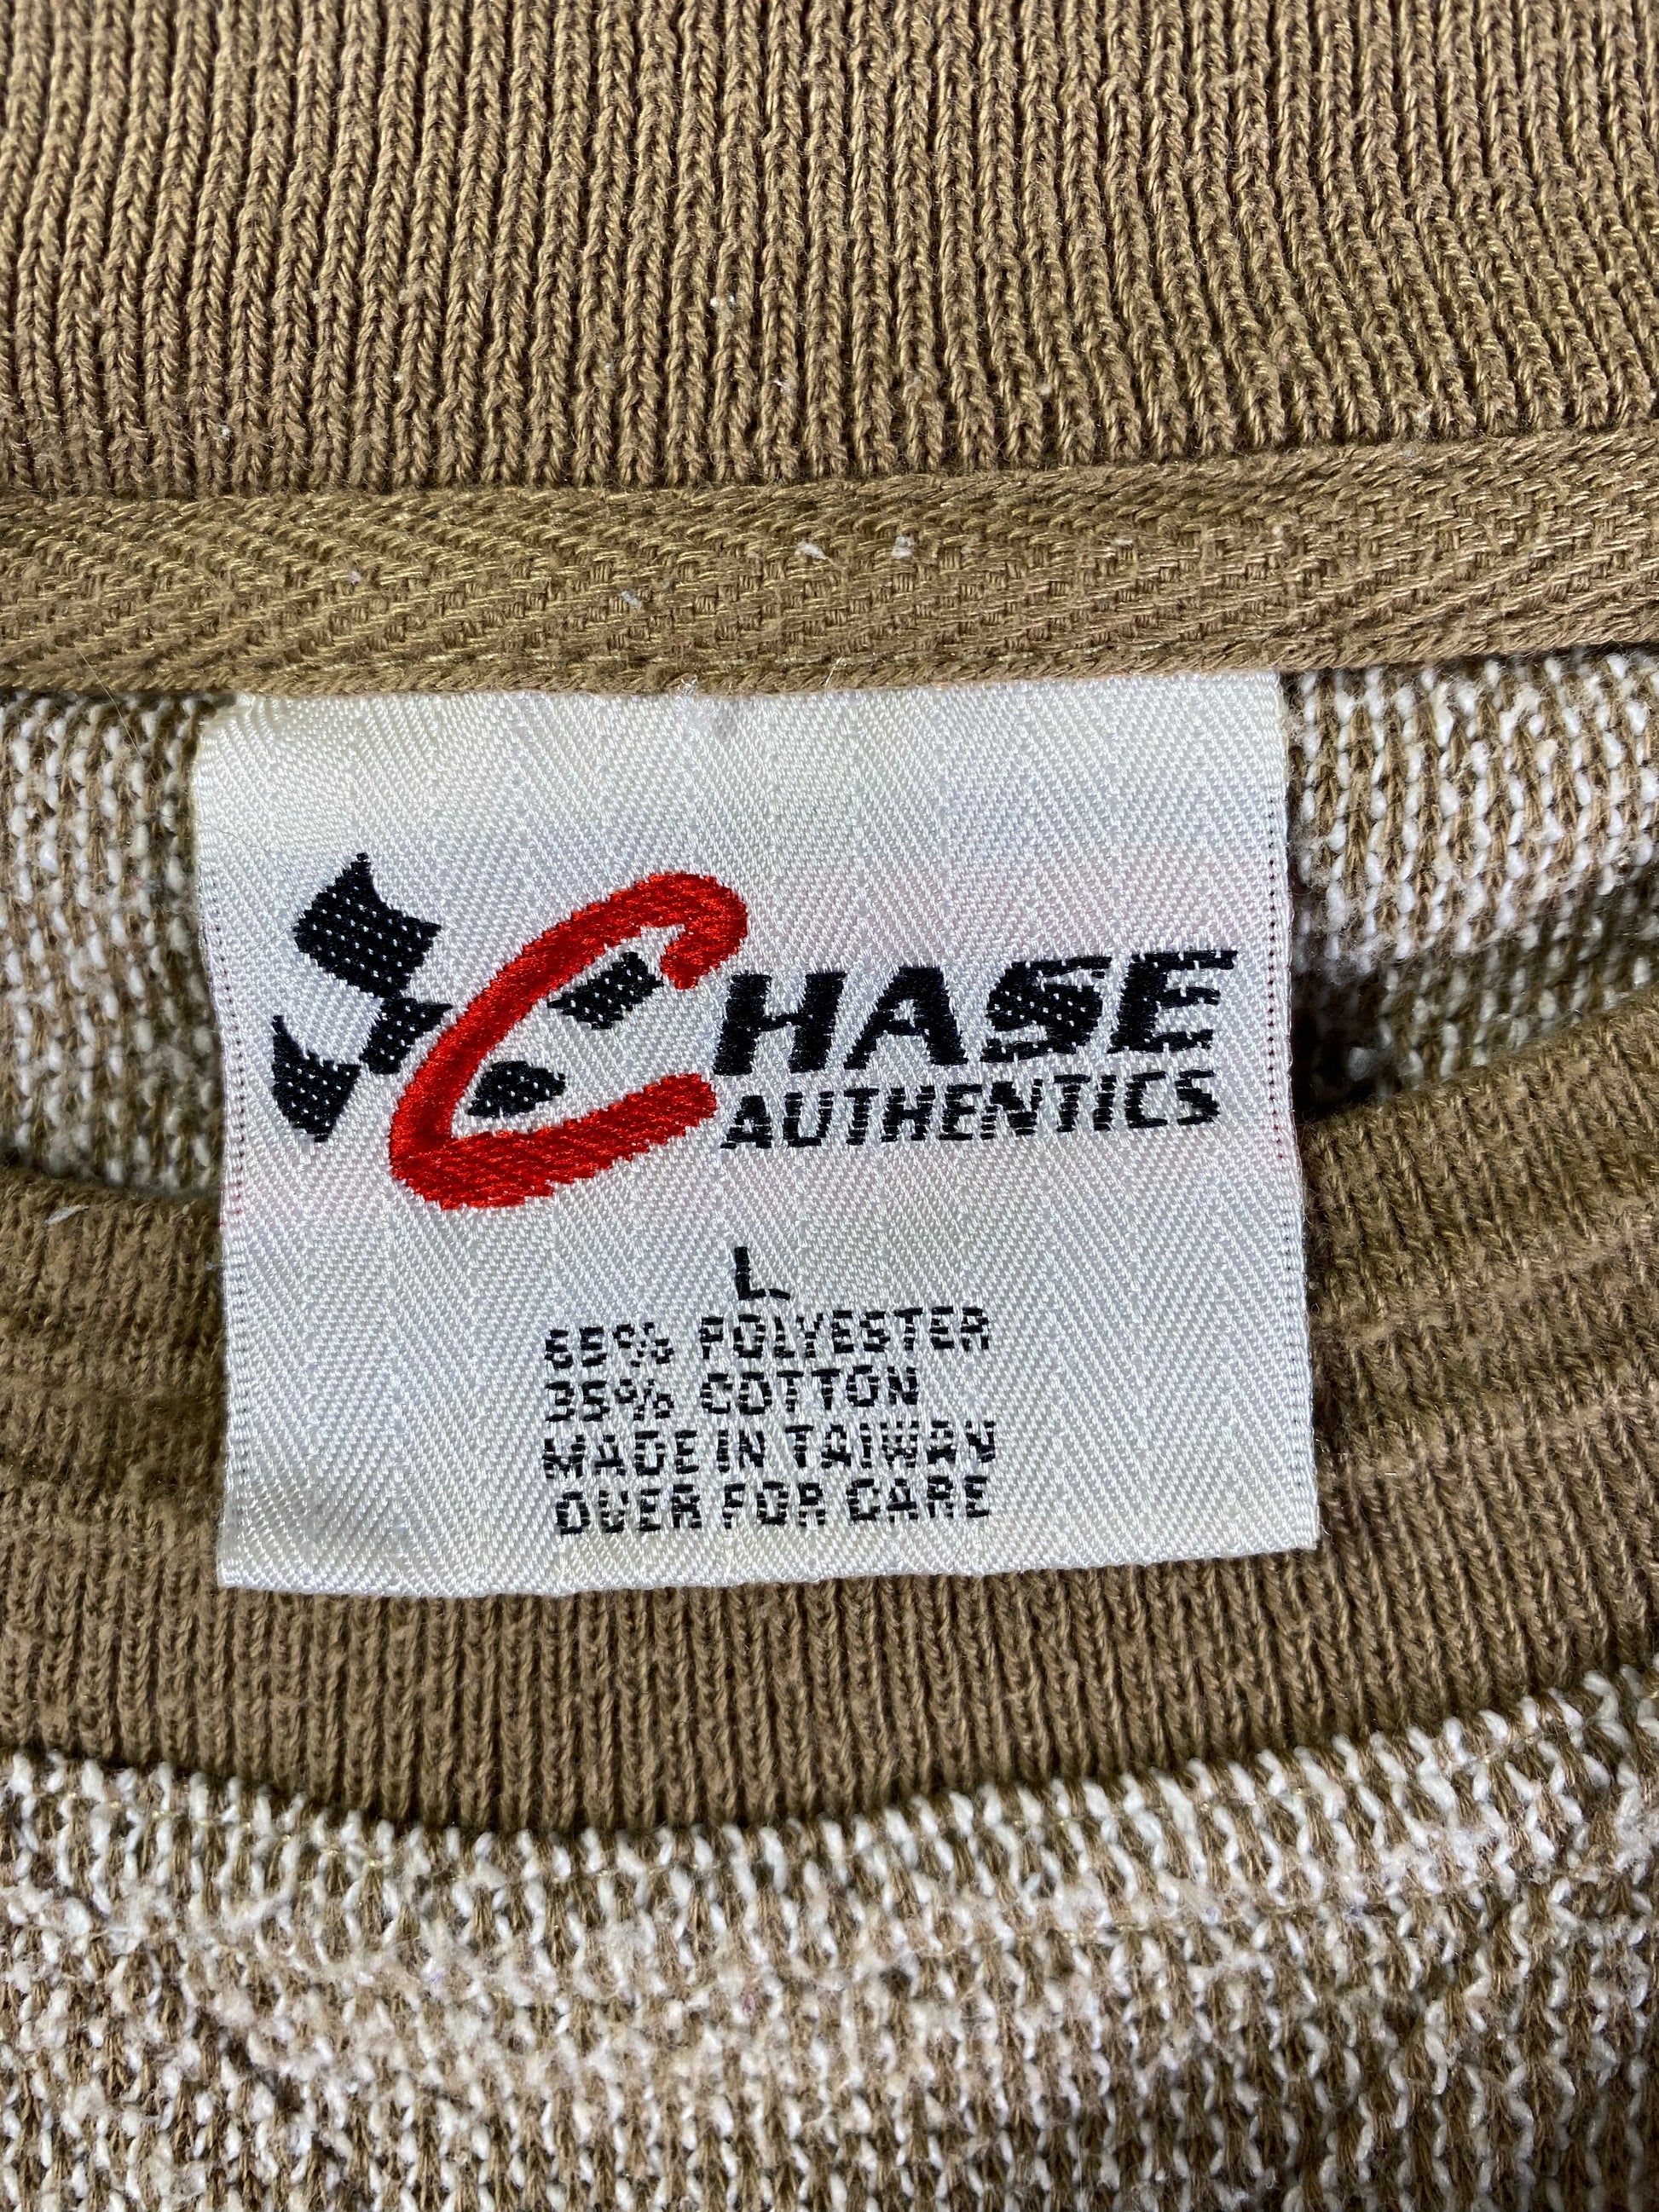 CHASE
AUTHENTICS
L
65% POLYESTER
35% COTTON
MADE IN TAIWAN
OVER FOR CARE